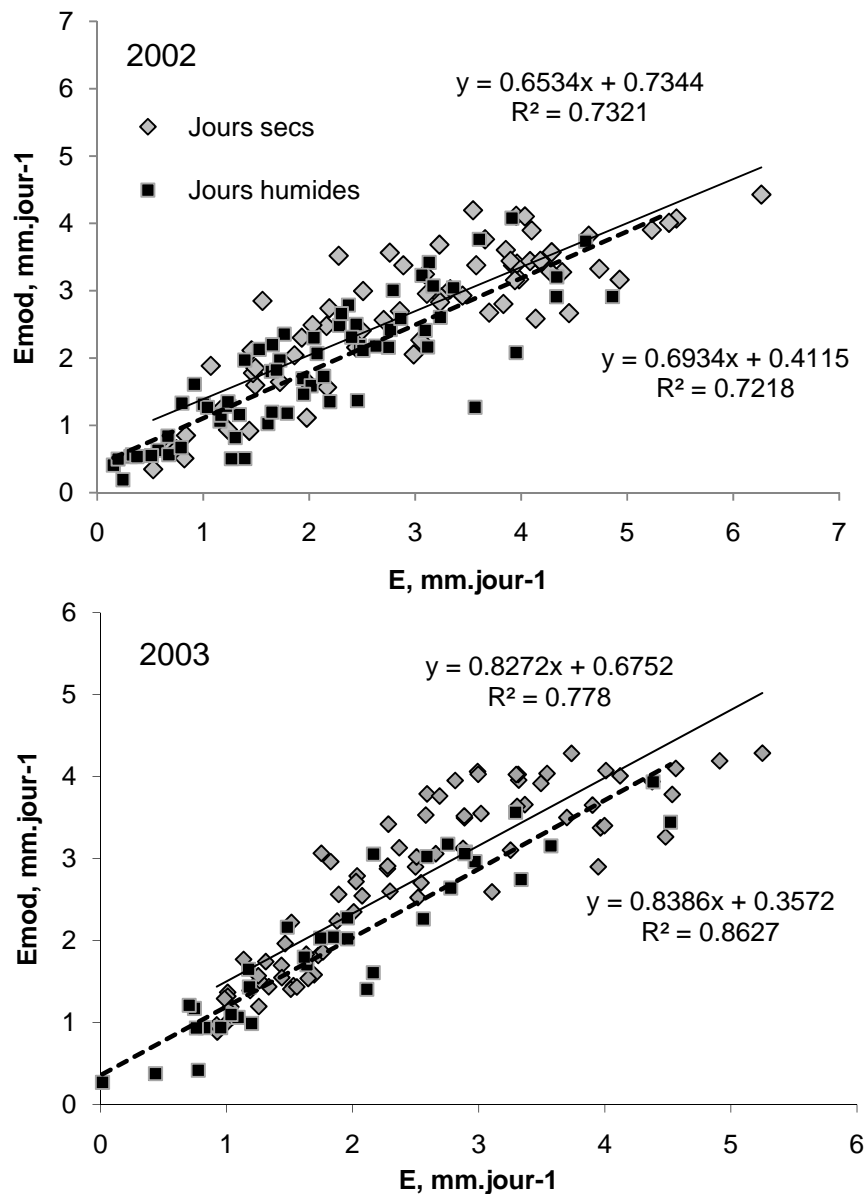 7
6
5
4
3
2
1
0
Emod, mm.jour-1
2002
Jours secs
Jours humides
y = 0.6534x + 0.7344
R² = 0.7321
y = 0.6934x + 0.4115
R² = 0.7218
0 1 2 3 4 5 6 7
E, mm.jour-1
6
5
4
3
2
1
0
Emod, mm.jour-1
2003
y = 0.8272x + 0.6752
R² = 0.778
y = 0.8386x + 0.3572
R² = 0.8627
0 1 2 3 4 5 6
E, mm.jour-1